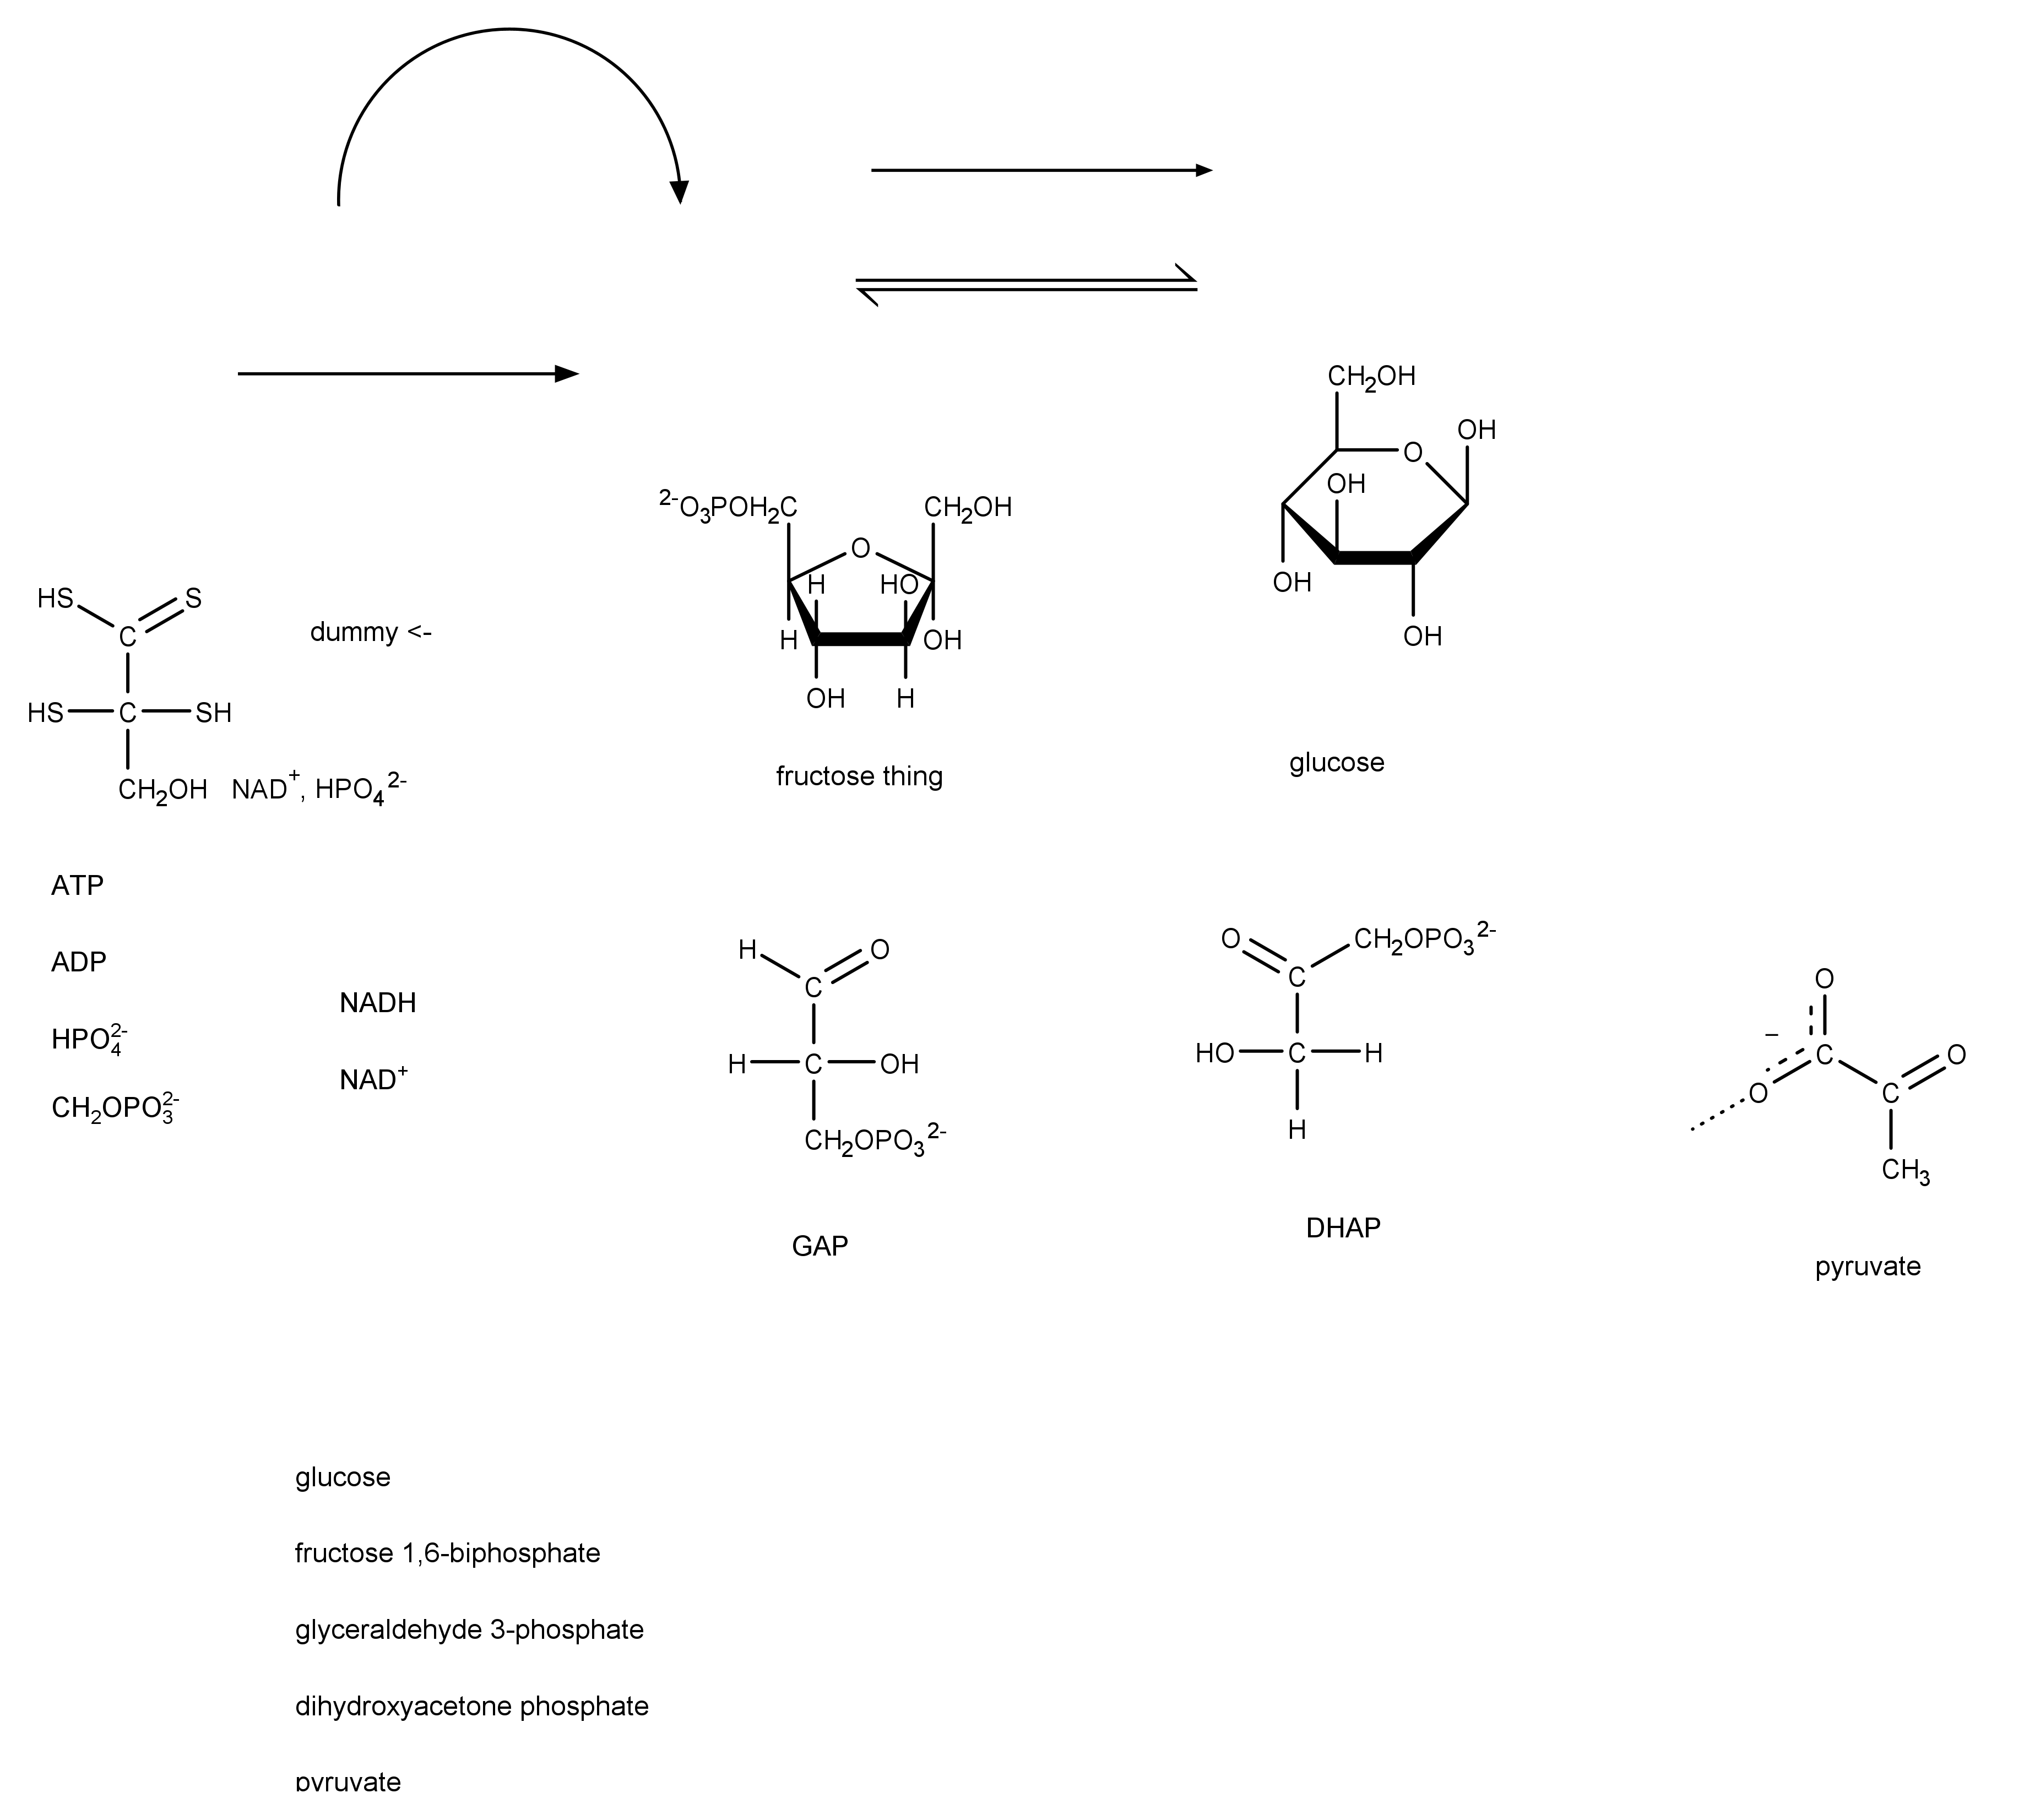 CH₂OH
OH
O
OH
OH
OH
glucose
²⁻O₃POH₂C
CH₂OH
O
H
HO
H
OH
OH
H
fructose thing
HS
S
C
dummy <-
HS
C
SH
CH₂OH
NAD⁺, HPO₄²⁻
ATP
ADP
HPO₄²⁻
CH₂OPO₃²⁻
NADH
NAD⁺
H
O
C
H
C
OH
CH₂OPO₃²⁻
GAP
O
CH₂OPO₃²⁻
C
HO
C
H
H
DHAP
O
–
C
O
O
C
CH₃
pyruvate
glucose
fructose 1,6-biphosphate
glyceraldehyde 3-phosphate
dihydroxyacetone phosphate
pyruvate